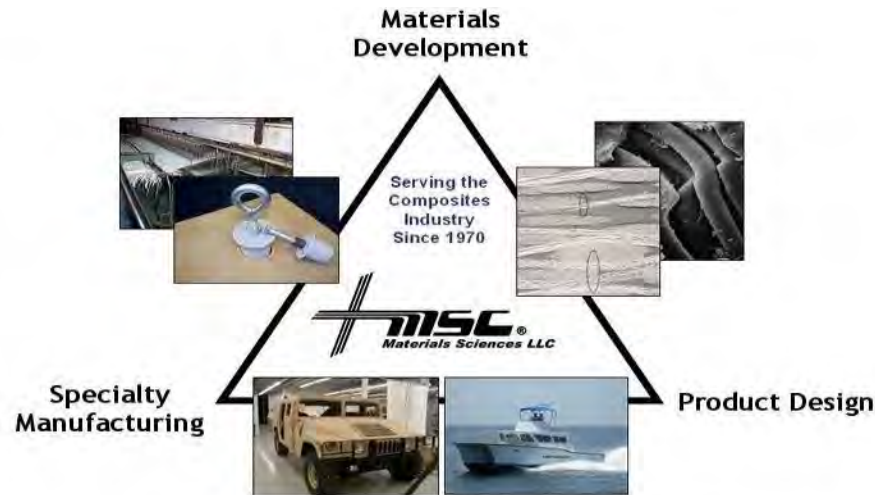 Materials
Development
Serving the
Composites
Industry
Since 1970
MSC®
Materials Sciences LLC
Specialty
Manufacturing
Product Design